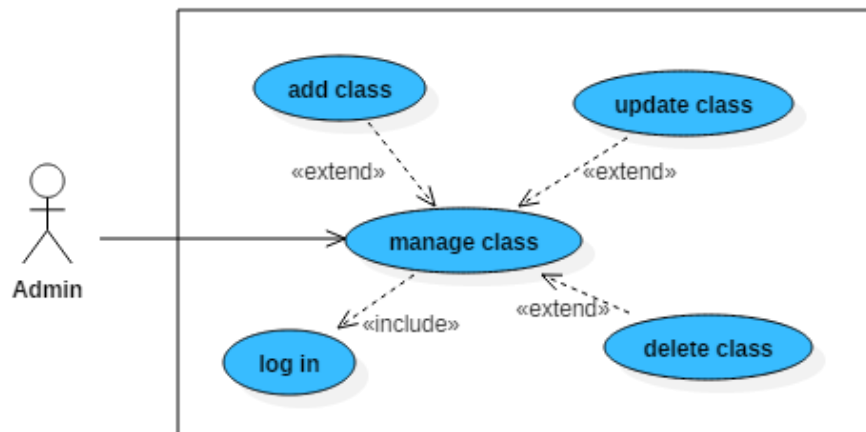 add class
update class
«extend»
«extend»
manage class
Admin
«extend»
«include»
log in
delete class